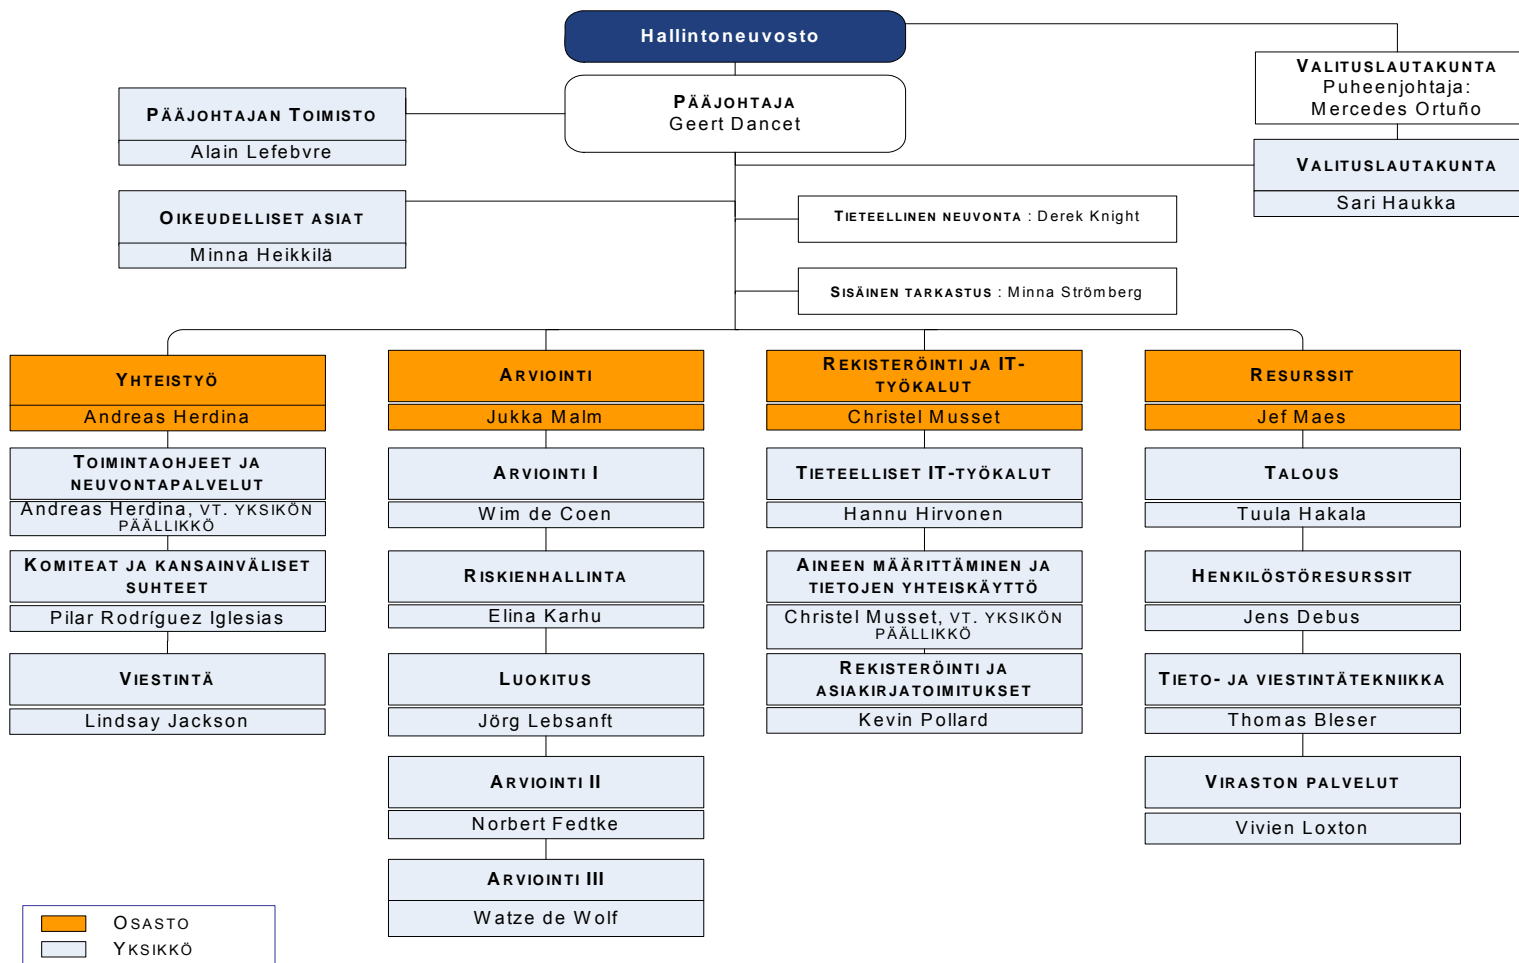 Hallintoneuvosto
PÄÄJOHTAJA
Geert Dancet
VALITUSLAUTAKUNTA
Puheenjohtaja:
Mercedes Ortuño
PÄÄJOHTAJAN TOIMISTO
Alain Lefebvre
VALITUSLAUTAKUNTA
Sari Haukka
OIKEUDELLISET ASIAT
Minna Heikkilä
TIETEELLINEN NEUVONTA : Derek Knight
SISÄINEN TARKASTUS : Minna Strömberg
YHTEISTYÖ
Andreas Herdina
TOIMINTAOHJEET JA
NEUVONTAPALVELUT
Andreas Herdina, VT. YKSIKÖN
PÄÄLLIKKÖ
KOMITEAT JA KANSAINVÄLISET
SUHTEET
Pilar Rodríguez Iglesias
VIESTINTÄ
Lindsay Jackson
ARVIOINTI
Jukka Malm
ARVIOINTI I
Wim de Coen
RISKIENHALLINTA
Elina Karhu
LUOKITUS
Jörg Lebsanft
ARVIOINTI II
Norbert Fedtke
ARVIOINTI III
Watze de Wolf
REKISTERÖINTI JA IT-
TYÖKALUT
Christel Musset
TIETEELLISET IT-TYÖKALUT
Hannu Hirvonen
AINEEN MÄÄRITTÄMINEN JA
TIETOJEN YHTEISKÄYTTÖ
Christel Musset, VT. YKSIKÖN
PÄÄLLIKKÖ
REKISTERÖINTI JA
ASIAKIRJATOIMITUKSET
Kevin Pollard
RESURSSIT
Jef Maes
TALOUS
Tuula Hakala
HENKILÖSTÖRESURSSIT
Jens Debus
TIETO- JA VIESTINTÄTEKNIIKKA
Thomas Bleser
VIRASTON PALVELUT
Vivien Loxton
OSASTO
YKSIKKÖ